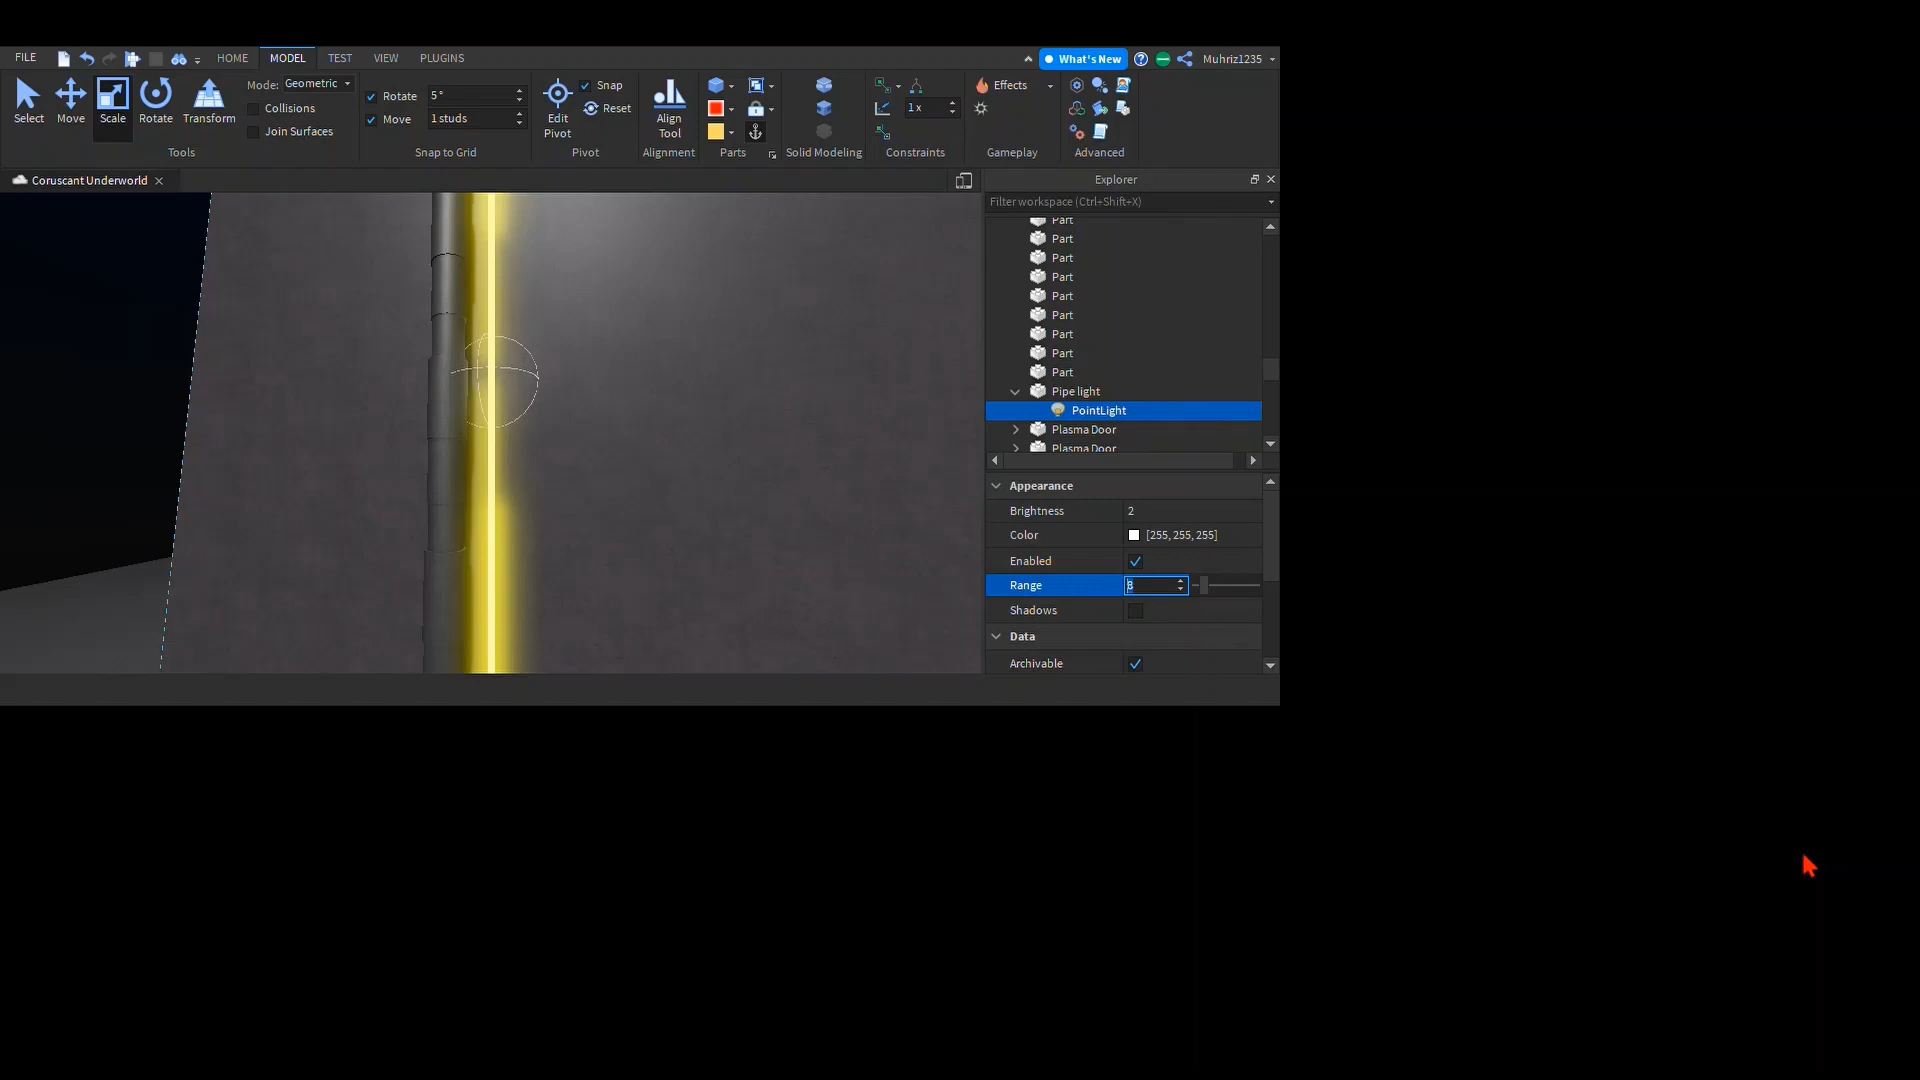 FILE HOME MODEL TEST VIEW PLUGINS What's New Muhriz1235
Select Move Scale Rotate Transform
Mode: Geometric
Collisions
Join Surfaces
Tools
Rotate 5°
Move 1 studs
Snap to Grid
Edit
Pivot
Snap
Reset
Pivot
Align
Tool
Alignment
Parts
Solid Modeling
1 x
Constraints
Effects
Gameplay
Advanced
Coruscant Underworld
Explorer
Filter workspace (Ctrl+Shift+X)
Part
Part
Part
Part
Part
Part
Part
Part
Part
Pipe light
PointLight
Plasma Door
Plasma Door
Appearance
Brightness 2
Color [255, 255, 255]
Enabled
Range 8
Shadows
Data
Archivable